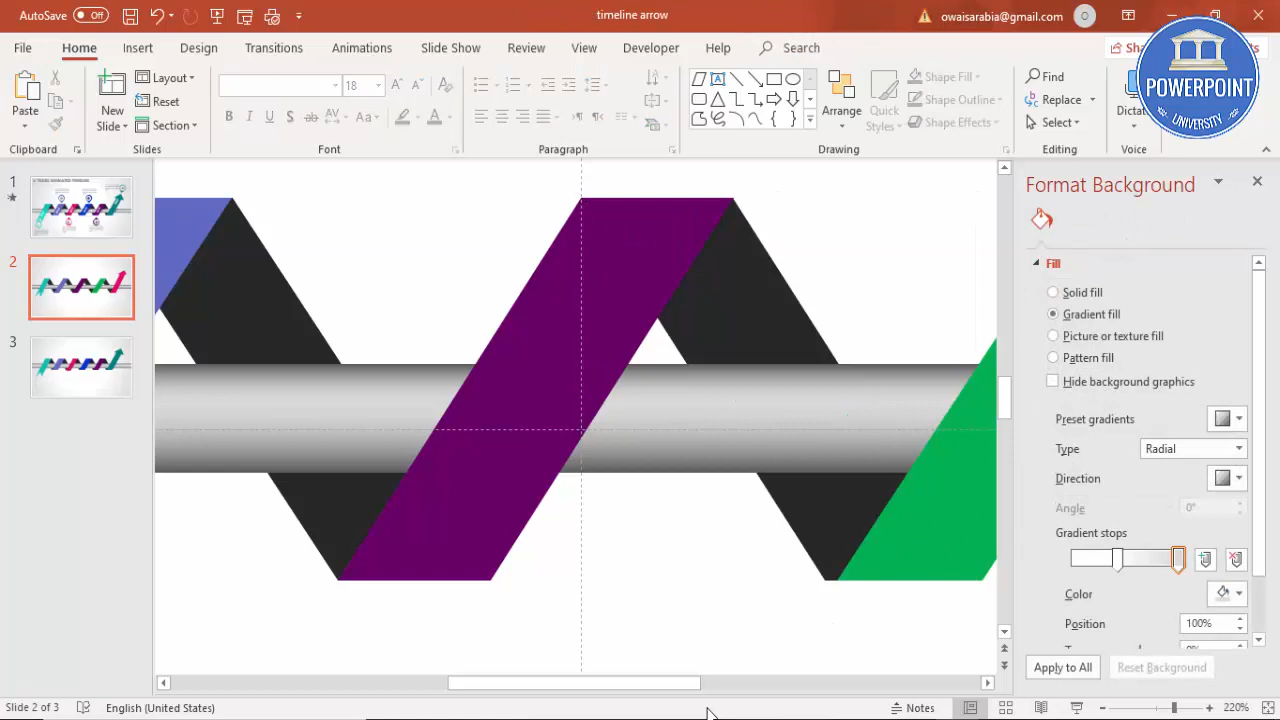 AutoSave Off timeline arrow owaisarabia@gmail.com O
File Home Insert Design Transitions Animations Slide Show Review View Developer Help Search
Paste
Clipboard
New Slide
Layout
Reset
Section
Slides
18
B I U S ab
Font
Paragraph
Arrange
Quick Styles
Shape Fill
Shape Outline
Shape Effects
Drawing
Find
Replace
Select
Editing
Voice
POWERPOINT
UNIVERSITY
1
2
3
Format Background
Fill
Solid fill
Gradient fill
Picture or texture fill
Pattern fill
Hide background graphics
Preset gradients
Type Radial
Direction
Angle 0°
Gradient stops
Color
Position 100%
Apply to All Reset Background
Slide 2 of 3 English (United States) Notes 220%